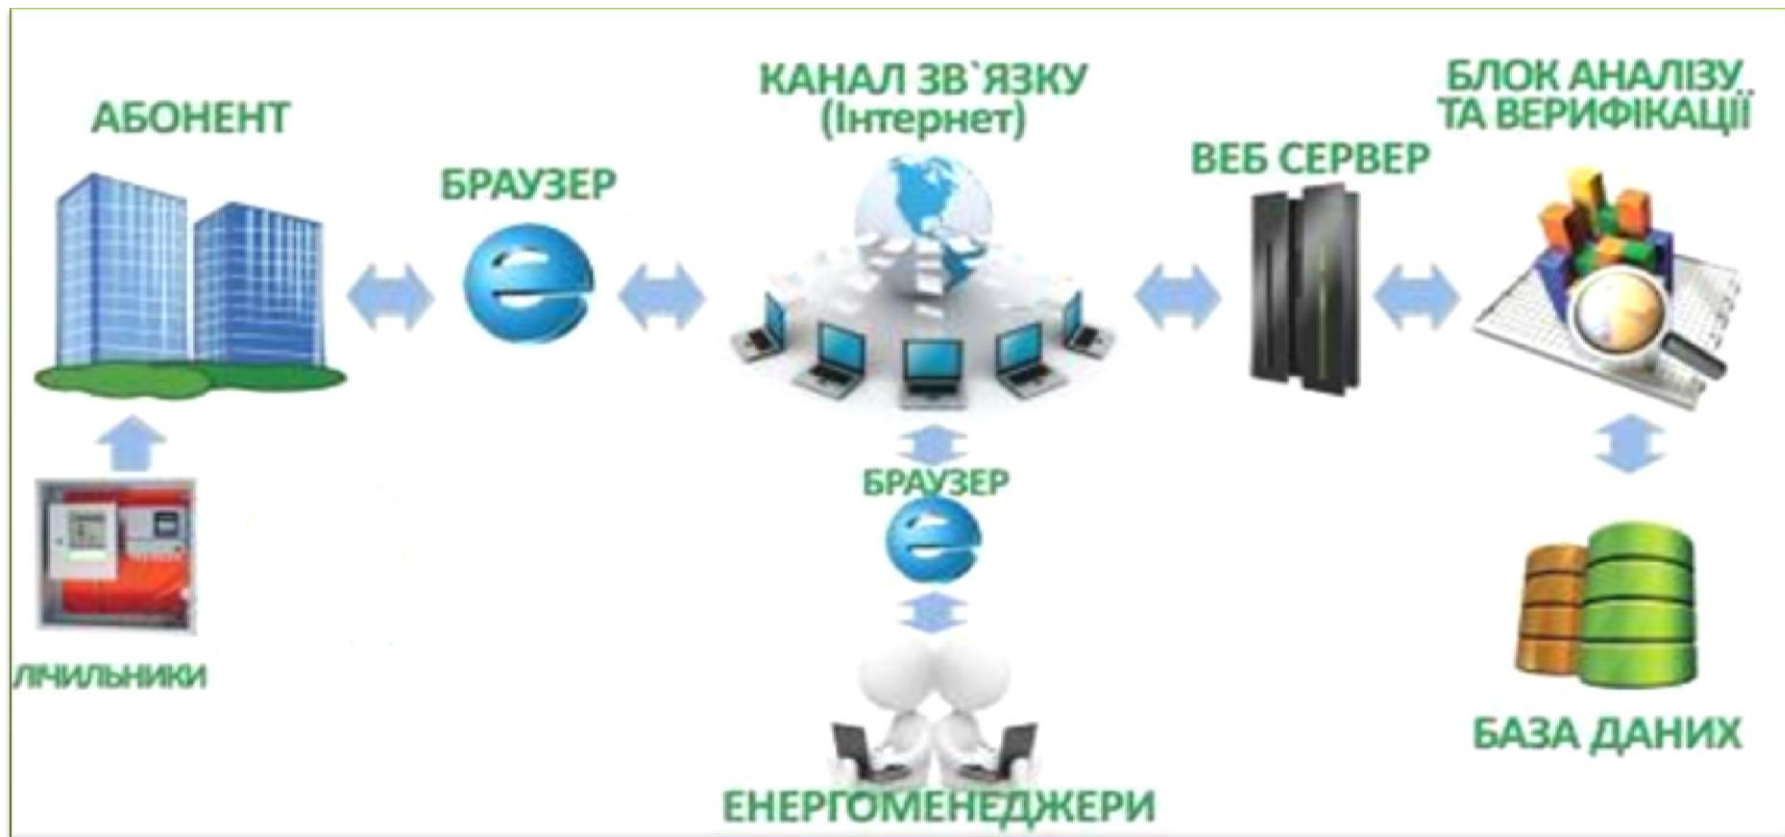 АБОНЕНТ
БРАУЗЕР
КАНАЛ ЗВ`ЯЗКУ
(Інтернет)
ВЕБ СЕРВЕР
БЛОК АНАЛІЗУ
ТА ВЕРИФІКАЦІЇ
ЛІЧИЛЬНИКИ
БРАУЗЕР
ЕНЕРГОМЕНЕДЖЕРИ
БАЗА ДАНИХ